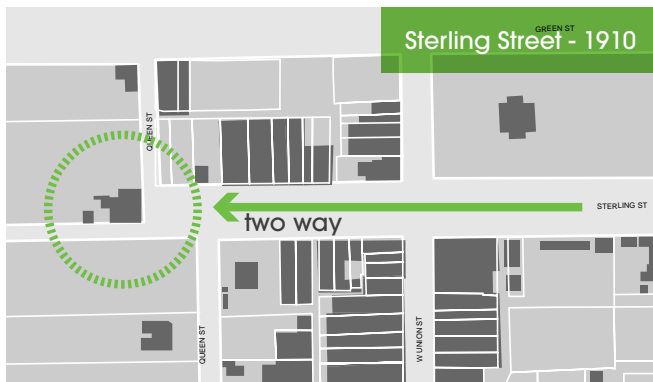 GREEN ST
Sterling Street - 1910
QUEEN ST
STERLING ST
two way
QUEEN ST
W UNION ST